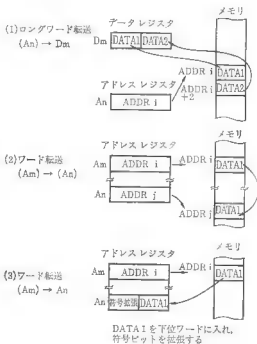 メモリ
データ レジスタ
(1)ロングワード転送
(An) → Dm
Dm DATA1 DATA2
アドレス レジスタ
ADDR i
+2
An ADDR i
ADDR i DATA1
DATA2
メモリ
アドレス レジスタ
(2)ワード転送
(Am) → (An)
Am ADDR i ADDR i DATA1
An ADDR j ADDR j DATA1
アドレス レジスタ メモリ
(3)ワード転送
(Am) → An
Am ADDR i ADDR i DATA1
An 符号拡張 DATA1
DATA1を下位ワードに入れ,
符号ビットを拡張する